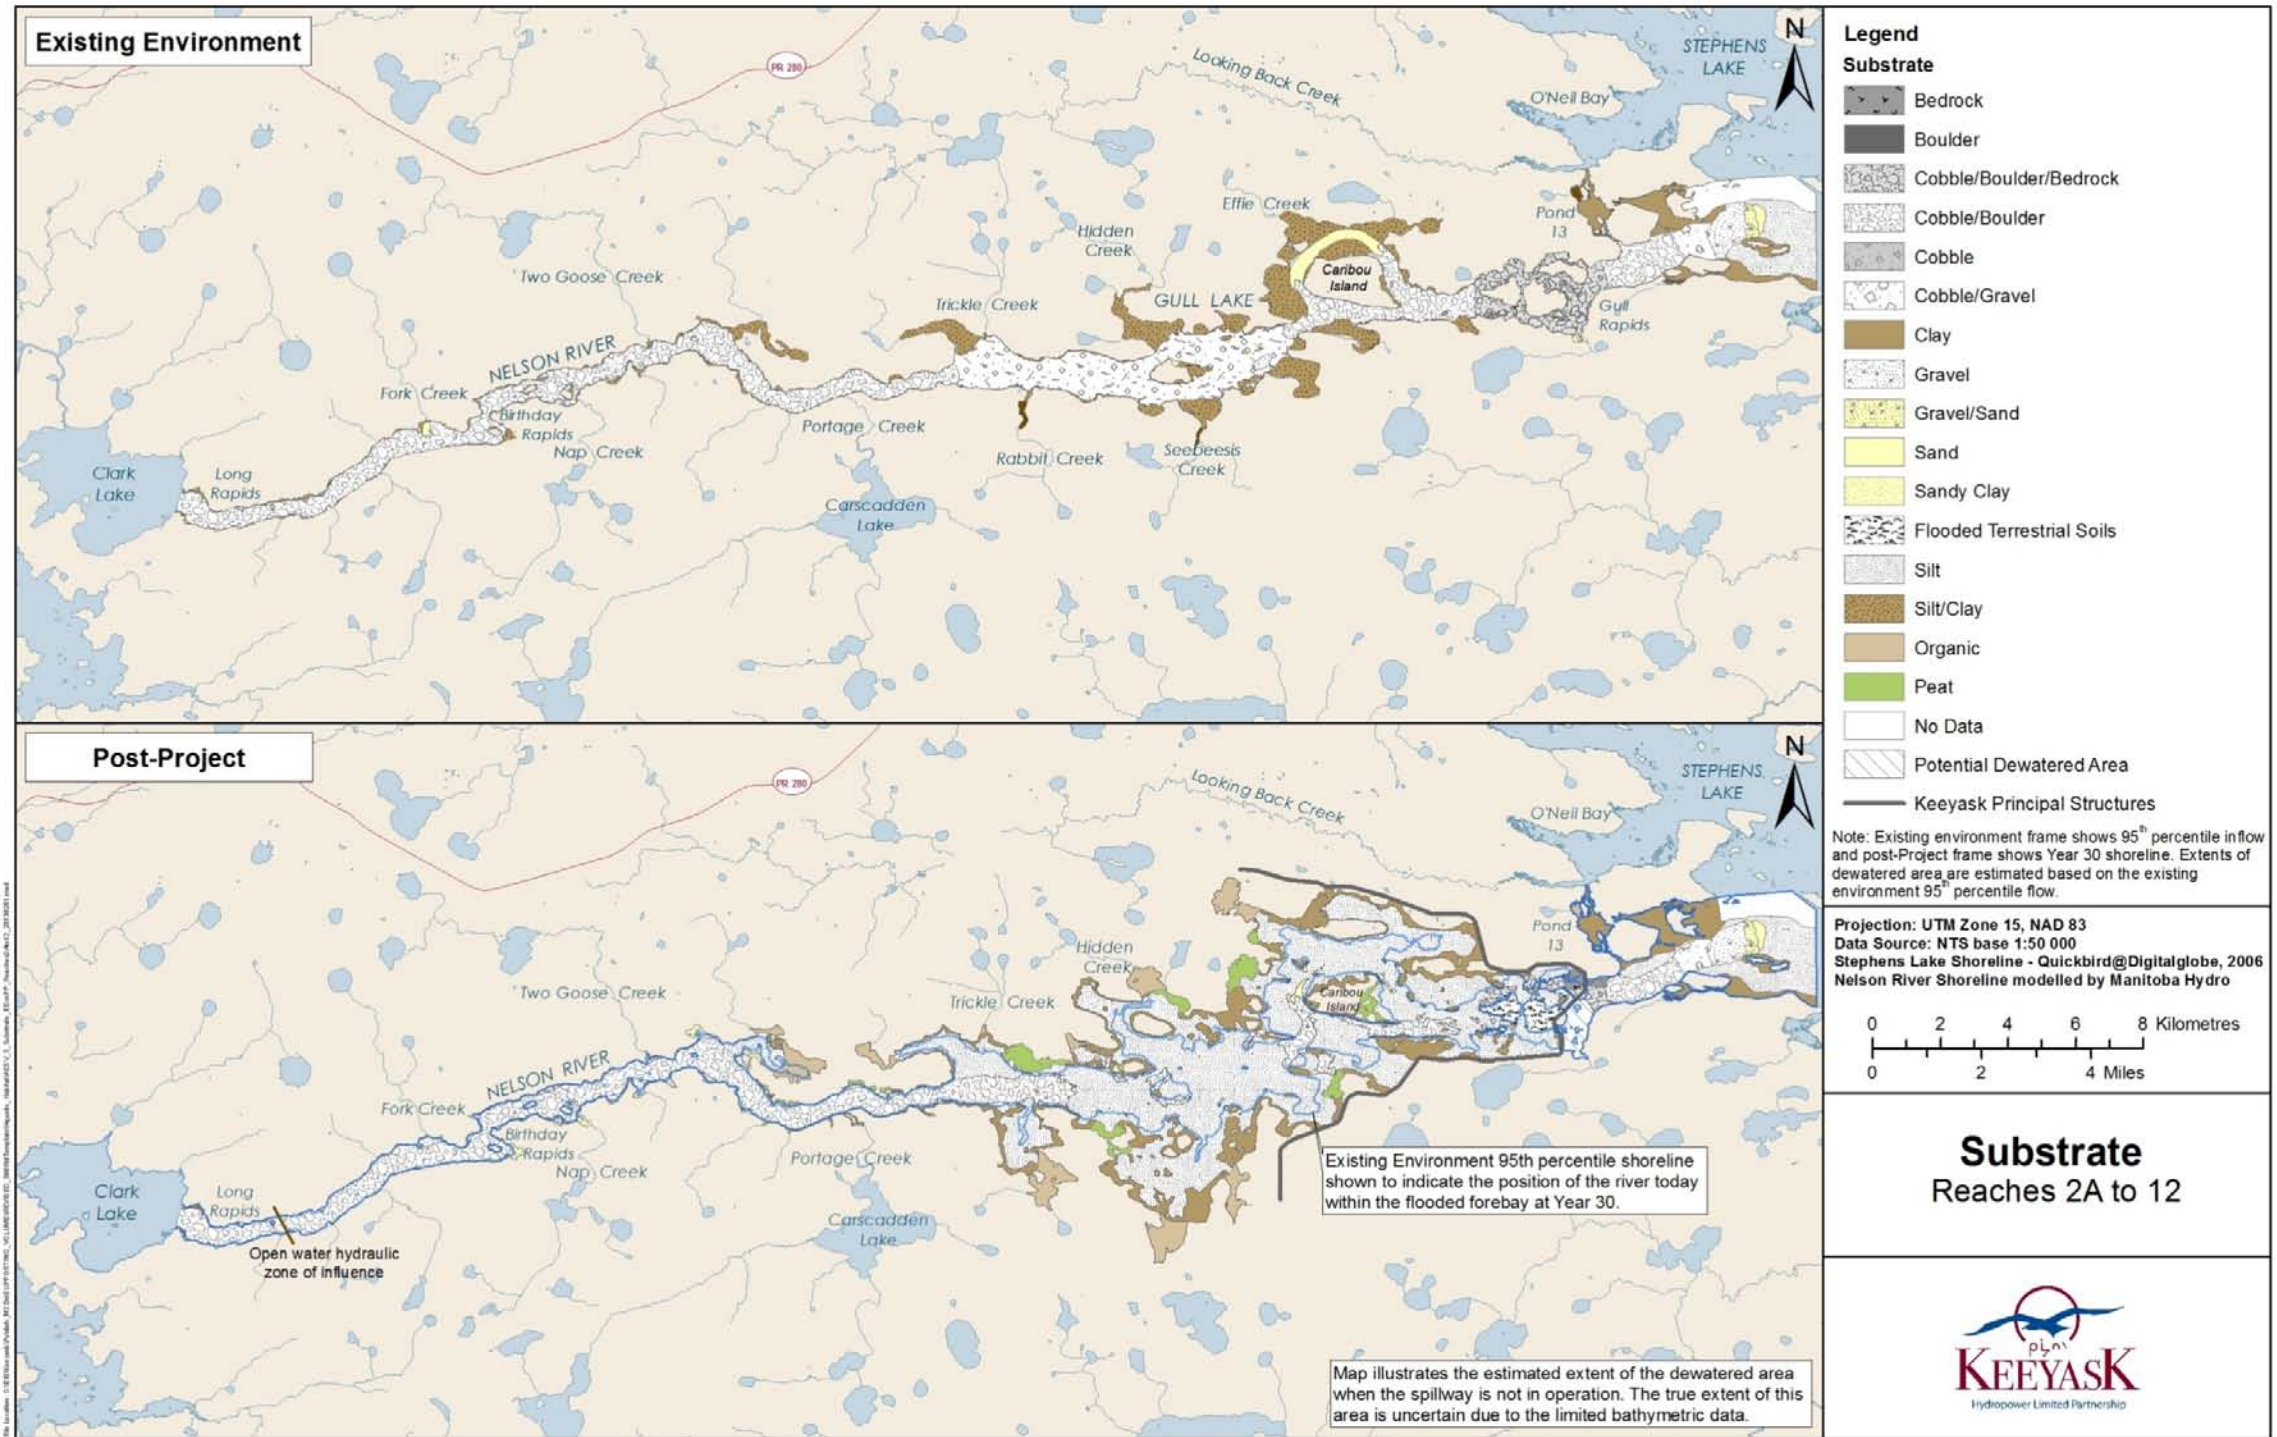 Existing Environment
PR 280
Looking Back Creek
STEPHENS
LAKE
N
O'Neil Bay
Effie Creek
Pond
13
Hidden
Creek
Two Goose Creek
Caribou
Island
Trickle Creek
GULL LAKE
Gull
Rapids
NELSON RIVER
Fork Creek
Birthday
Rapids
Nap Creek
Portage Creek
Rabbit Creek
Seebeesis
Creek
Clark
Lake
Long
Rapids
Carscadden
Lake
Post-Project
PR 280
Looking Back Creek
STEPHENS
LAKE
N
O'Neil Bay
Pond
13
Hidden
Creek
Two Goose Creek
Trickle Creek
Caribou
Island
NELSON RIVER
Fork Creek
Birthday
Rapids
Nap Creek
Portage Creek
Clark
Lake
Long
Rapids
Carscadden
Lake
Open water hydraulic
zone of influence
Existing Environment 95th percentile shoreline
shown to indicate the position of the river today
within the flooded forebay at Year 30.
Map illustrates the estimated extent of the dewatered area
when the spillway is not in operation. The true extent of this
area is uncertain due to the limited bathymetric data.
Legend
Substrate
Bedrock
Boulder
Cobble/Boulder/Bedrock
Cobble/Boulder
Cobble
Cobble/Gravel
Clay
Gravel
Gravel/Sand
Sand
Sandy Clay
Flooded Terrestrial Soils
Silt
Silt/Clay
Organic
Peat
No Data
Potential Dewatered Area
Keeyask Principal Structures
Note: Existing environment frame shows 95th percentile inflow
and post-Project frame shows Year 30 shoreline. Extents of
dewatered area are estimated based on the existing
environment 95th percentile flow.
Projection: UTM Zone 15, NAD 83
Data Source: NTS base 1:50 000
Stephens Lake Shoreline - Quickbird@Digitalglobe, 2006
Nelson River Shoreline modelled by Manitoba Hydro
0 2 4 6 8 Kilometres
0 2 4 Miles
Substrate
Reaches 2A to 12
KEEYASK
Hydropower Limited Partnership